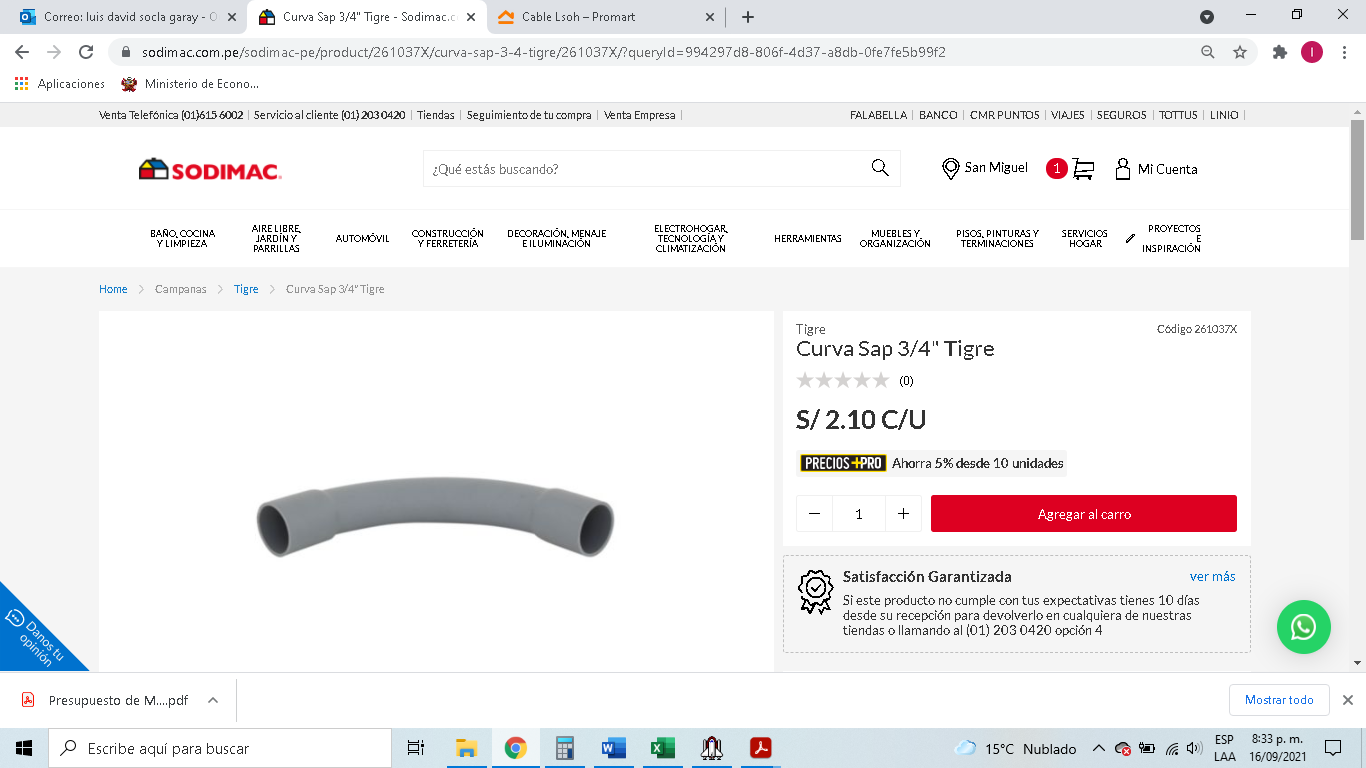 Correo: luis david socla garay - O
Curva Sap 3/4" Tigre - Sodimac.c
Cable Lsoh – Promart
sodimac.com.pe/sodimac-pe/product/261037X/curva-sap-3-4-tigre/261037X/?queryId=994297d8-806f-4d37-a8db-0fe7fe5b99f2
I
Aplicaciones
Ministerio de Econo...
Venta Telefónica (01)615 6002
Servicio al cliente (01) 203 0420
Tiendas
Seguimiento de tu compra
Venta Empresa
FALABELLA
BANCO
CMR PUNTOS
VIAJES
SEGUROS
TOTTUS
LINIO
SODIMAC
¿Qué estás buscando?
San Miguel
1
Mi Cuenta
BAÑO, COCINA
Y LIMPIEZA
AIRE LIBRE,
JARDÍN Y
PARRILLAS
AUTOMÓVIL
CONSTRUCCIÓN
Y FERRETERÍA
DECORACIÓN, MENAJE
E ILUMINACIÓN
ELECTROHOGAR,
TECNOLOGÍA Y
CLIMATIZACIÓN
HERRAMIENTAS
MUEBLES Y
ORGANIZACIÓN
PISOS, PINTURAS Y
TERMINACIONES
SERVICIOS
HOGAR
PROYECTOS
E
INSPIRACIÓN
Home
Campanas
Tigre
Curva Sap 3/4" Tigre
Tigre
Código 261037X
Curva Sap 3/4" Tigre
(0)
S/ 2.10 C/U
PRECIOS+PRO Ahorra 5% desde 10 unidades
1
Agregar al carro
Satisfacción Garantizada
ver más
Si este producto no cumple con tus expectativas tienes 10 días
desde su recepción para devolverlo en cualquiera de nuestras
tiendas o llamando al (01) 203 0420 opción 4
Danos tu
opinión
Presupuesto de M....pdf
Mostrar todo
Escribe aquí para buscar
15°C Nublado
ESP
LAA
8:33 p. m.
16/09/2021